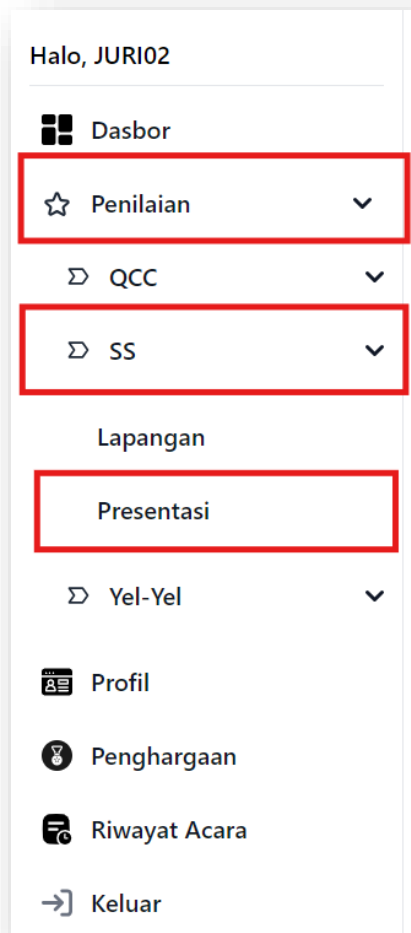 Halo, JURI02
Dasbor
Penilaian
QCC
SS
Lapangan
Presentasi
Yel-Yel
Profil
Penghargaan
Riwayat Acara
Keluar